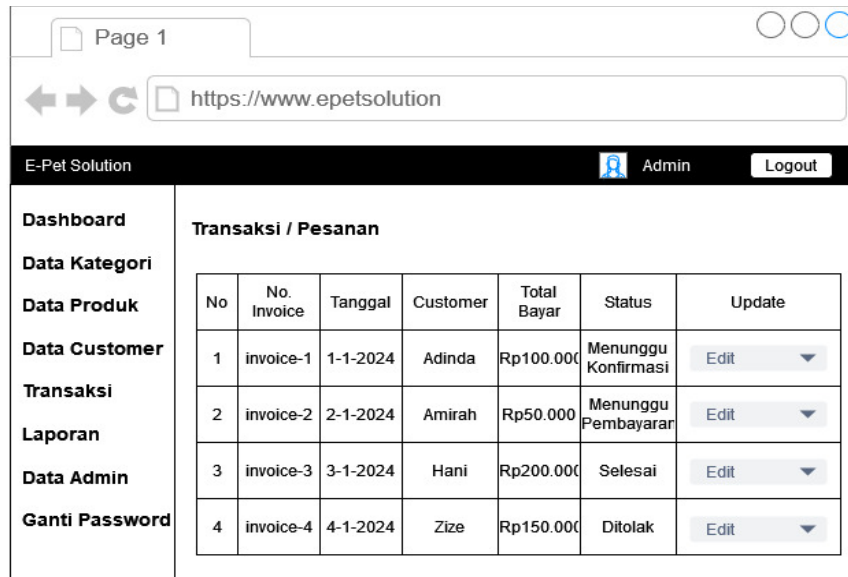 Page 1
https://www.epetsolution
E-Pet Solution Admin Logout
Dashboard
Data Kategori
Data Produk
Data Customer
Transaksi
Laporan
Data Admin
Ganti Password
Transaksi / Pesanan
No No. Invoice Tanggal Customer Total Bayar Status Update
1 invoice-1 1-1-2024 Adinda Rp100.000 Menunggu Konfirmasi Edit
2 invoice-2 2-1-2024 Amirah Rp50.000 Menunggu Pembayaran Edit
3 invoice-3 3-1-2024 Hani Rp200.000 Selesai Edit
4 invoice-4 4-1-2024 Zize Rp150.000 Ditolak Edit